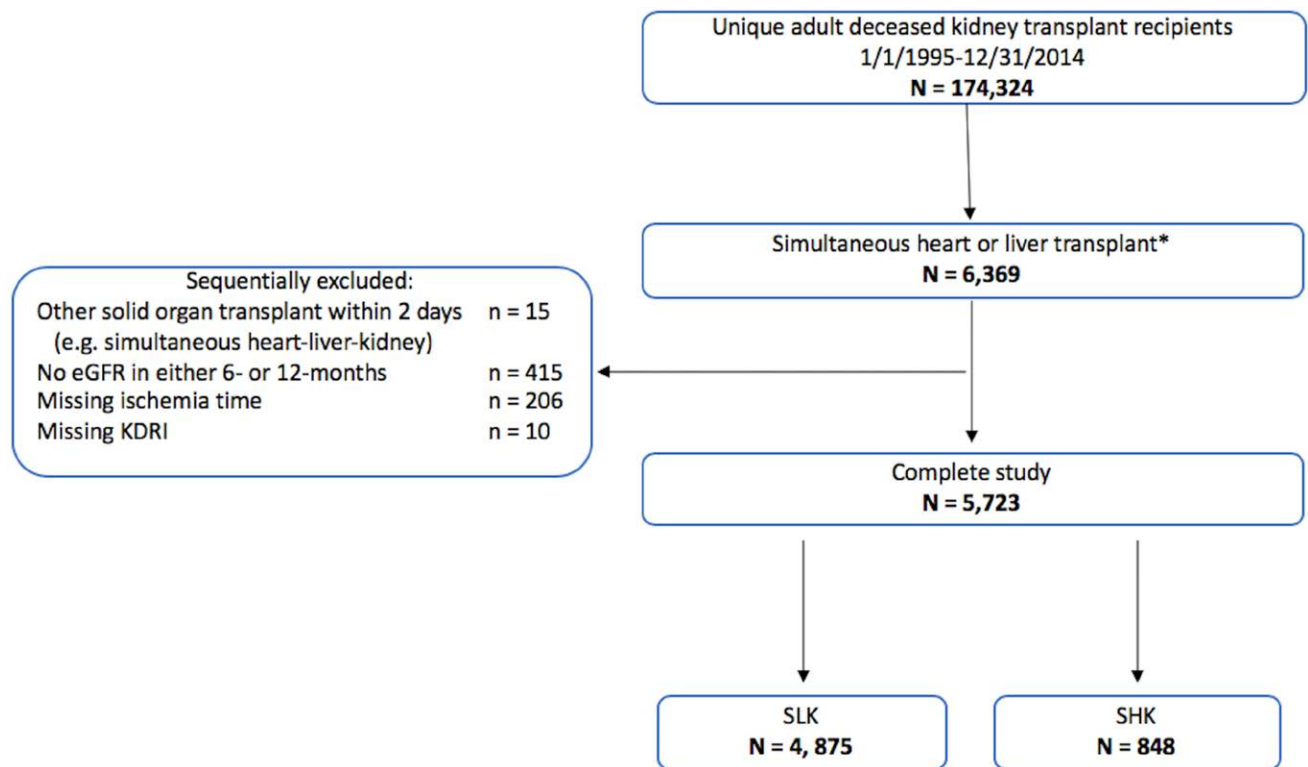 Unique adult deceased kidney transplant recipients
1/1/1995-12/31/2014
N = 174,324
Simultaneous heart or liver transplant*
N = 6,369
Sequentially excluded:
Other solid organ transplant within 2 days n = 15
(e.g. simultaneous heart-liver-kidney)
No eGFR in either 6- or 12-months n = 415
Missing ischemia time n = 206
Missing KDRI n = 10
Complete study
N = 5,723
SLK
N = 4, 875
SHK
N = 848